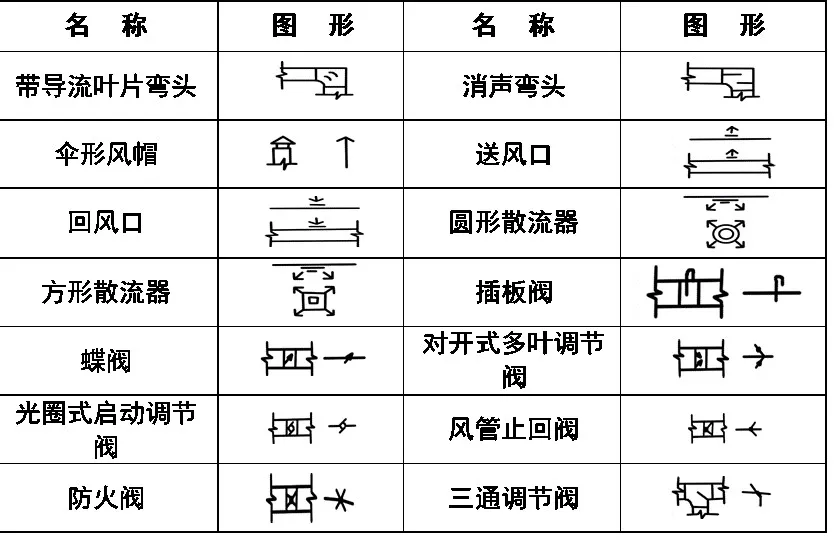 名 称 图 形 名 称 图 形
带导流叶片弯头 消声弯头
伞形风帽 送风口
回风口 圆形散流器
方形散流器 插板阀
蝶阀 对开式多叶调节
阀
光圈式启动调节
阀 风管止回阀
防火阀 三通调节阀